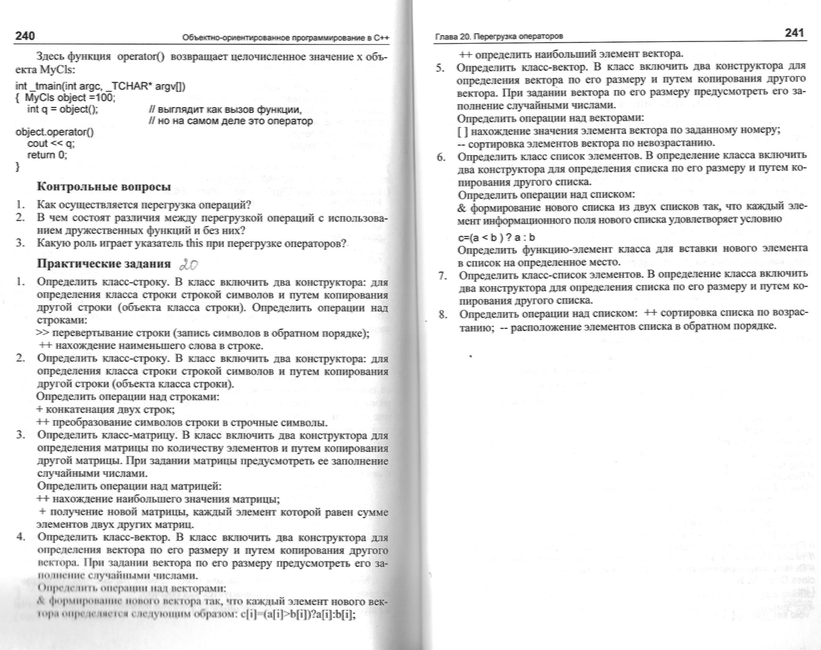 240
Объектно-ориентированное программирование в C++
Здесь функция operator() возвращает целочисленное значение x объ-
екта MyCls:
int _tmain(int argc, _TCHAR* argv[])
{ MyCls object =100;
int q = object(); // выглядит как вызов функции,
// но на самом деле это оператор
object.operator()
cout << q;
return 0;
}
Контрольные вопросы
1. Как осуществляется перегрузка операций?
2. В чем состоят различия между перегрузкой операций с использова-
нием дружественных функций и без них?
3. Какую роль играет указатель this при перегрузке операторов?
Практические задания 20
1. Определить класс-строку. В класс включить два конструктора: для
определения класса строки строкой символов и путем копирования
другой строки (объекта класса строки). Определить операции над
строками:
>> перевертывание строки (запись символов в обратном порядке);
++ нахождение наименьшего слова в строке.
2. Определить класс-строку. В класс включить два конструктора: для
определения класса строки строкой символов и путем копирования
другой строки (объекта класса строки).
Определить операции над строками:
+ конкатенация двух строк;
++ преобразование символов строки в строчные символы.
3. Определить класс-матрицу. В класс включить два конструктора для
определения матрицы по количеству элементов и путем копирования
другой матрицы. При задании матрицы предусмотреть ее заполнение
случайными числами.
Определить операции над матрицей:
++ нахождение наибольшего значения матрицы;
+ получение новой матрицы, каждый элемент которой равен сумме
элементов двух других матриц.
4. Определить класс-вектор. В класс включить два конструктора для
определения вектора по его размеру и путем копирования другого
вектора. При задании вектора по его размеру предусмотреть его за-
полнение случайными числами.
Определить операции над векторами:
& формирование нового вектора так, что каждый элемент нового век-
тора определяется следующим образом: c[i]=(a[i]>b[i])?a[i]:b[i];
Глава 20. Перегрузка операторов
241
++ определить наибольший элемент вектора.
5. Определить класс-вектор. В класс включить два конструктора для
определения вектора по его размеру и путем копирования другого
вектора. При задании вектора по его размеру предусмотреть его за-
полнение случайными числами.
Определить операции над векторами:
[ ] нахождение значения элемента вектора по заданному номеру;
-- сортировка элементов вектора по невозрастанию.
6. Определить класс список элементов. В определение класса включить
два конструктора для определения списка по его размеру и путем ко-
пирования другого списка.
Определить операции над списком:
& формирование нового списка из двух списков так, что каждый эле-
мент информационного поля нового списка удовлетворяет условию
c=(a < b ) ? a : b
Определить функцию-элемент класса для вставки нового элемента
в список на определенное место.
7. Определить класс-список элементов. В определение класса включить
два конструктора для определения списка по его размеру и путем ко-
пирования другого списка.
8. Определить операции над списком: ++ сортировка списка по возрас-
танию; -- расположение элементов списка в обратном порядке.